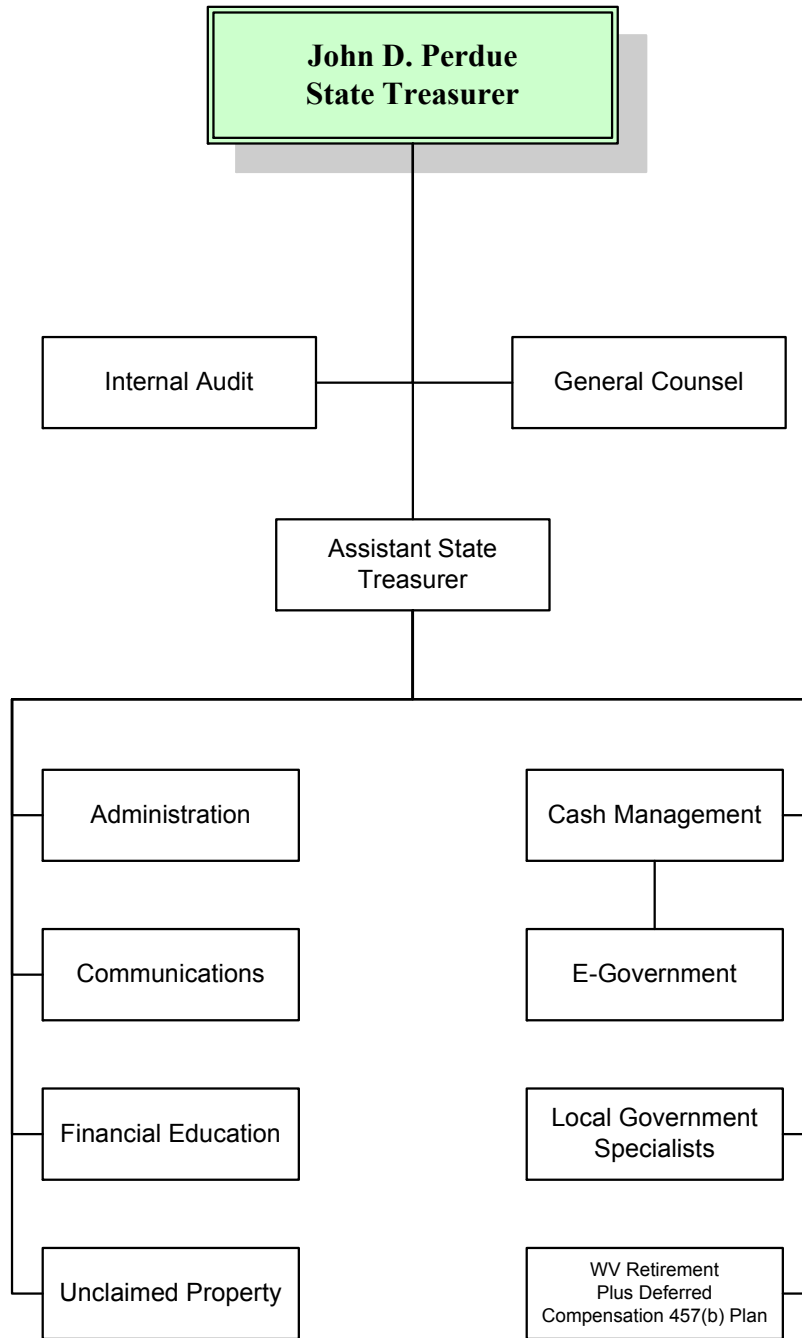 John D. Perdue
State Treasurer
Internal Audit
General Counsel
Assistant State
Treasurer
Administration
Cash Management
Communications
E-Government
Financial Education
Local Government
Specialists
Unclaimed Property
WV Retirement
Plus Deferred
Compensation 457(b) Plan